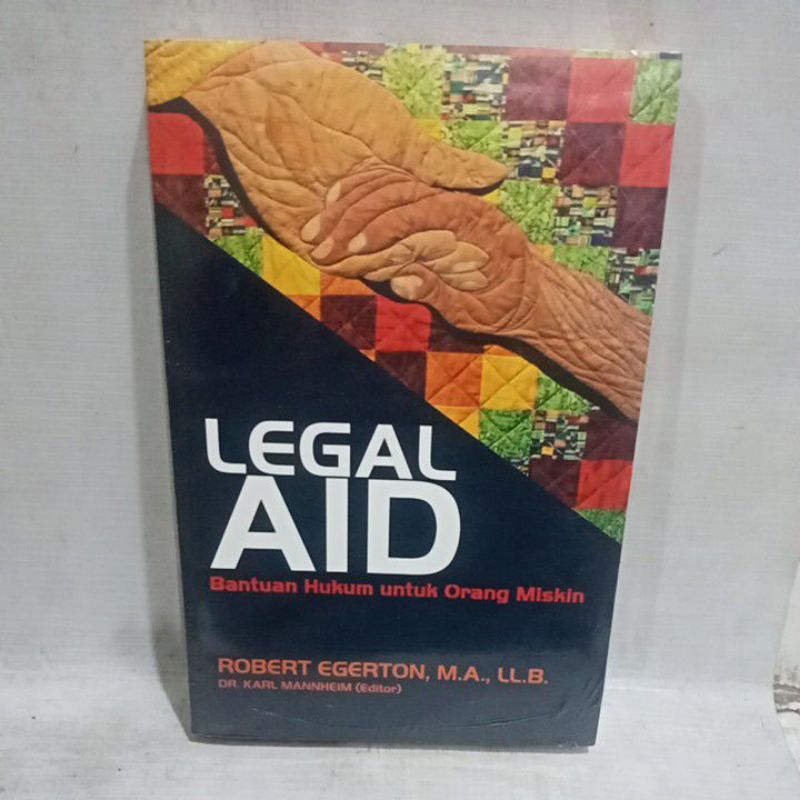 LEGAL
AID
Bantuan Hukum untuk Orang MIskin
ROBERT EGERTON, M.A., LL.B.
DR. KARL MANNHEIM (Editor)